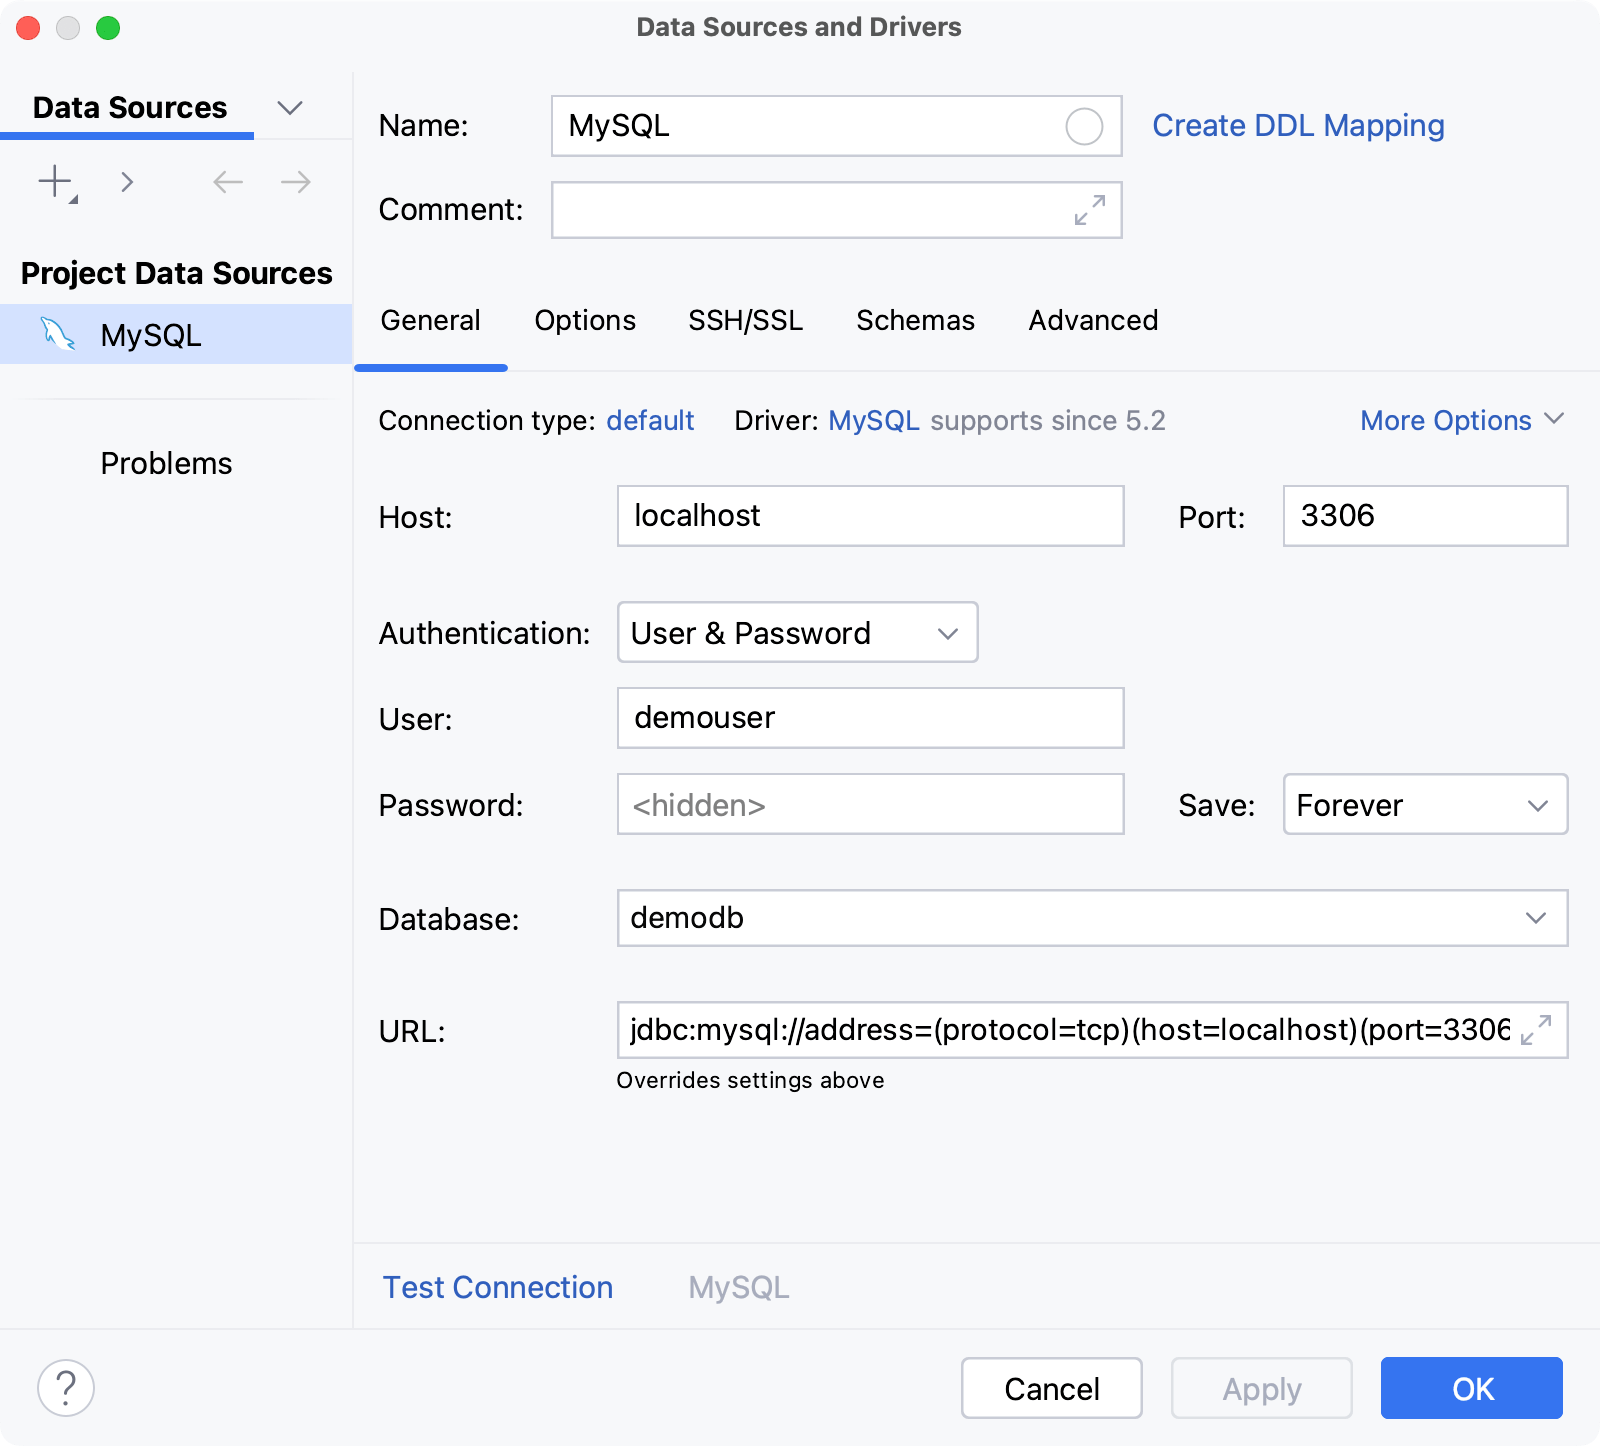 Data Sources and Drivers
Data Sources
Project Data Sources
MySQL
Problems
Name: MySQL Create DDL Mapping
Comment:
General Options SSH/SSL Schemas Advanced
Connection type: default Driver: MySQL supports since 5.2 More Options
Host: localhost Port: 3306
Authentication: User & Password
User: demouser
Password: <hidden> Save: Forever
Database: demodb
URL: jdbc:mysql://address=(protocol=tcp)(host=localhost)(port=3306
Overrides settings above
Test Connection MySQL
? Cancel Apply OK